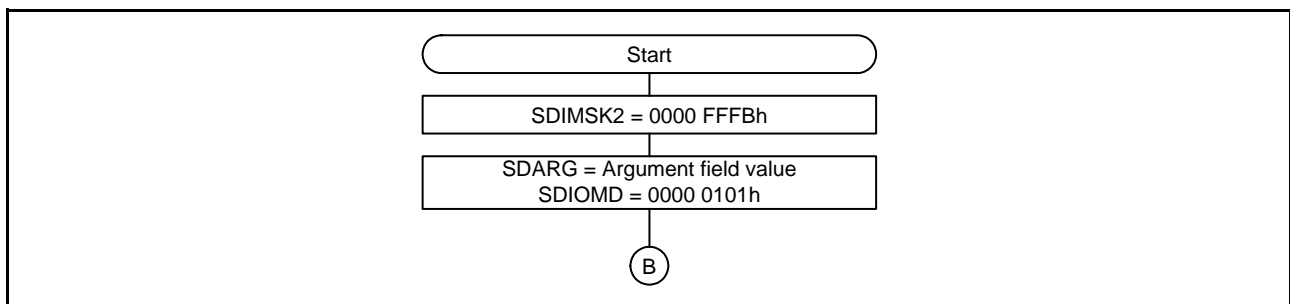 Start
SDIMSK2 = 0000 FFFBh
SDARG = Argument field value
SDIOMD = 0000 0101h
B